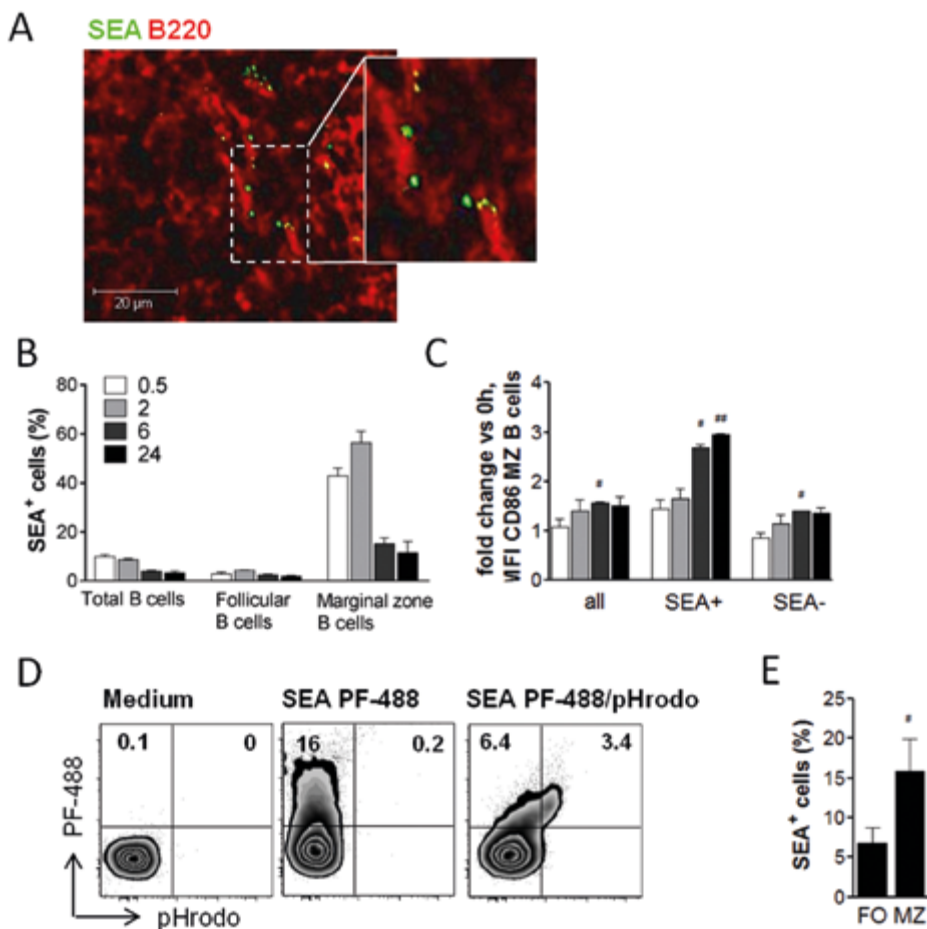 A
SEA B220
20 µm
B
80
60
40
20
0
SEA+ cells (%)
0.5
2
6
24
Total B cells
Follicular
B cells
Marginal zone
B cells
C
4
3
2
1
0
fold change vs 0h,
MFI CD86 MZ B cells
#
#
##
#
all
SEA+
SEA-
D
Medium
SEA PF-488
SEA PF-488/pHrodo
0.1
0
16
0.2
6.4
3.4
PF-488
pHrodo
E
25
20
15
10
5
0
SEA+ cells (%)
#
FO MZ